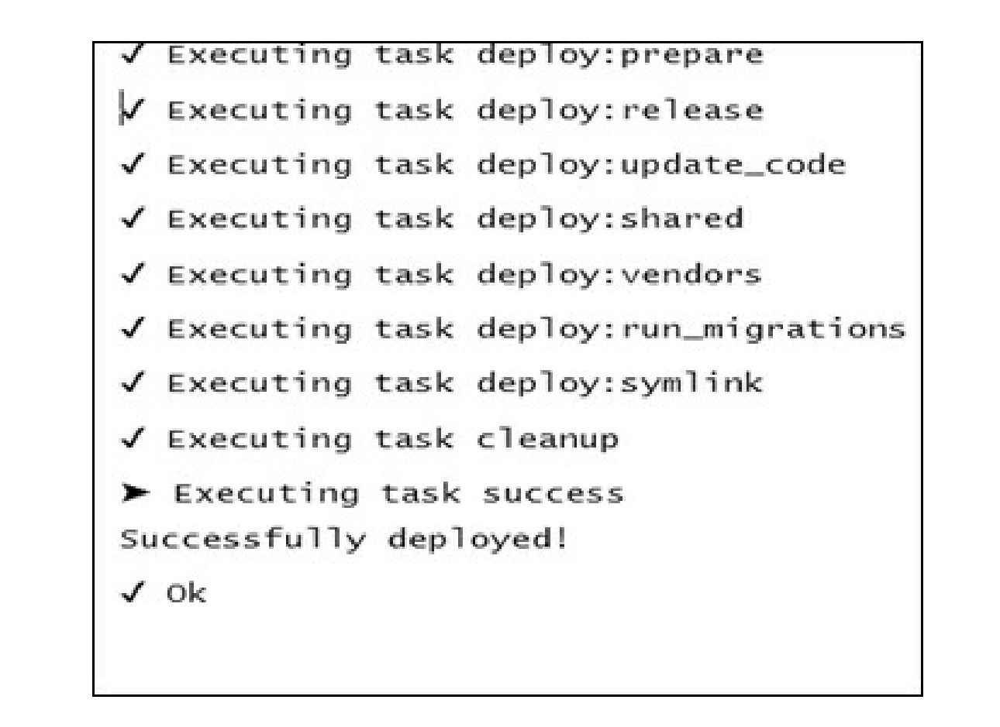 ✓ Executing task deploy:prepare
✓ Executing task deploy:release
✓ Executing task deploy:update_code
✓ Executing task deploy:shared
✓ Executing task deploy:vendors
✓ Executing task deploy:run_migrations
✓ Executing task deploy:symlink
✓ Executing task cleanup
➤ Executing task success
Successfully deployed!
✓ Ok